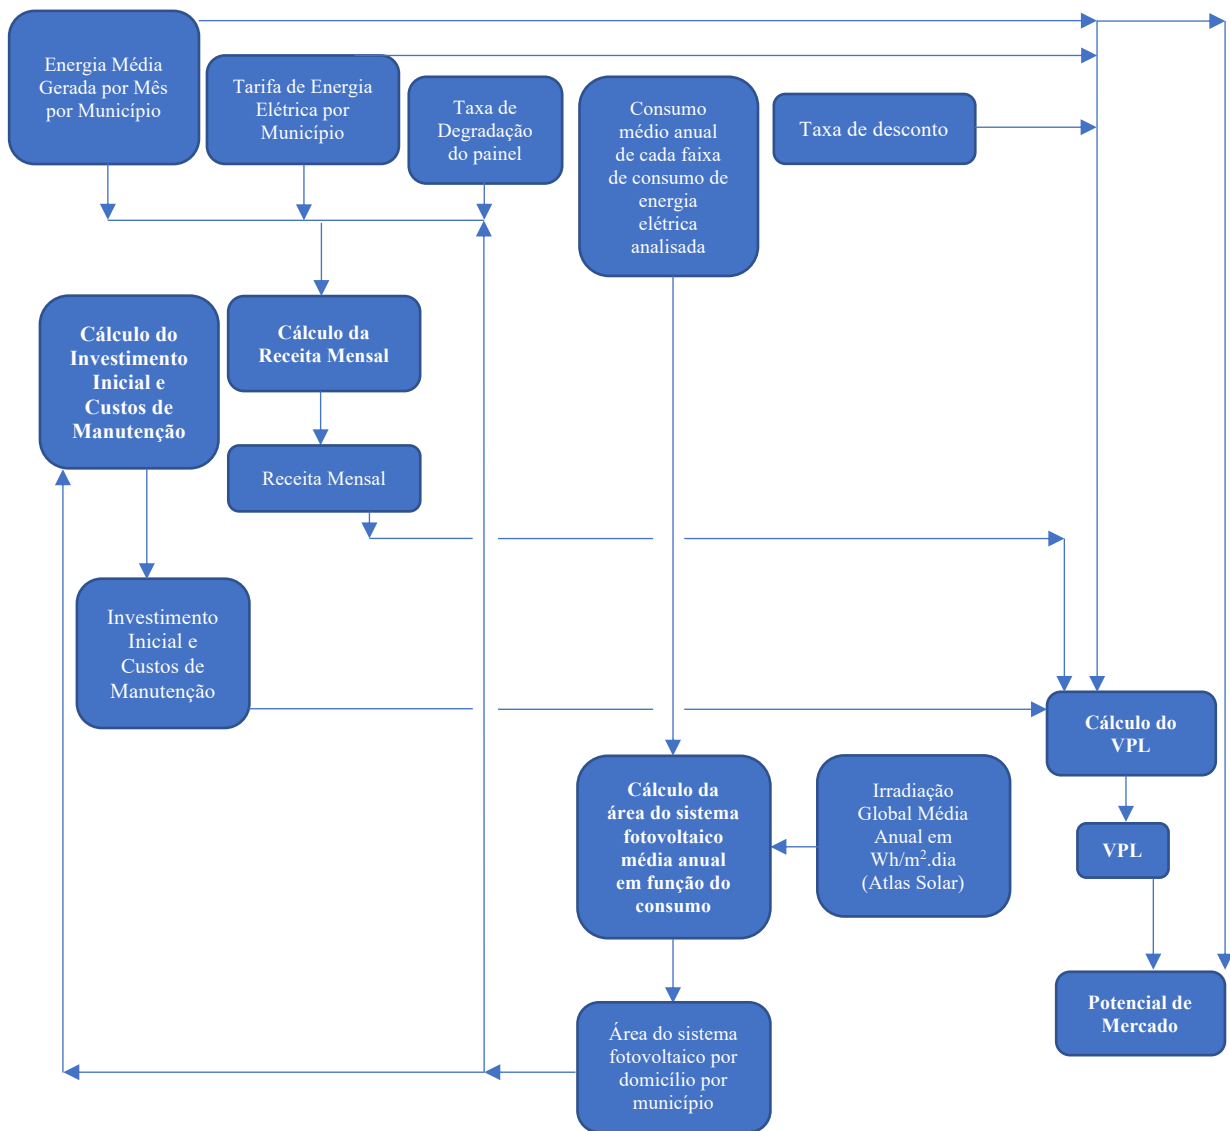 Energia Média
Gerada por Mês
por Município
Tarifa de Energia
Elétrica por
Município
Taxa de
Degradação
do painel
Consumo
médio anual
de cada faixa
de consumo de
energia
elétrica
analisada
Taxa de desconto
Cálculo do
Investimento
Inicial e
Custos de
Manutenção
Cálculo da
Receita Mensal
Receita Mensal
Investimento
Inicial e
Custos de
Manutenção
Cálculo do
VPL
Cálculo da
área do sistema
fotovoltaico
média anual
em função do
consumo
Irradiação
Global Média
Anual em
Wh/m².dia
(Atlas Solar)
VPL
Potencial de
Mercado
Área do sistema
fotovoltaico por
domicílio por
município